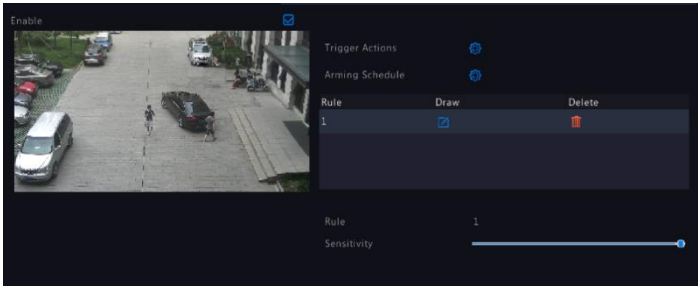 Enable
Trigger Actions
Arming Schedule
Rule Draw Delete
1
Rule 1
Sensitivity